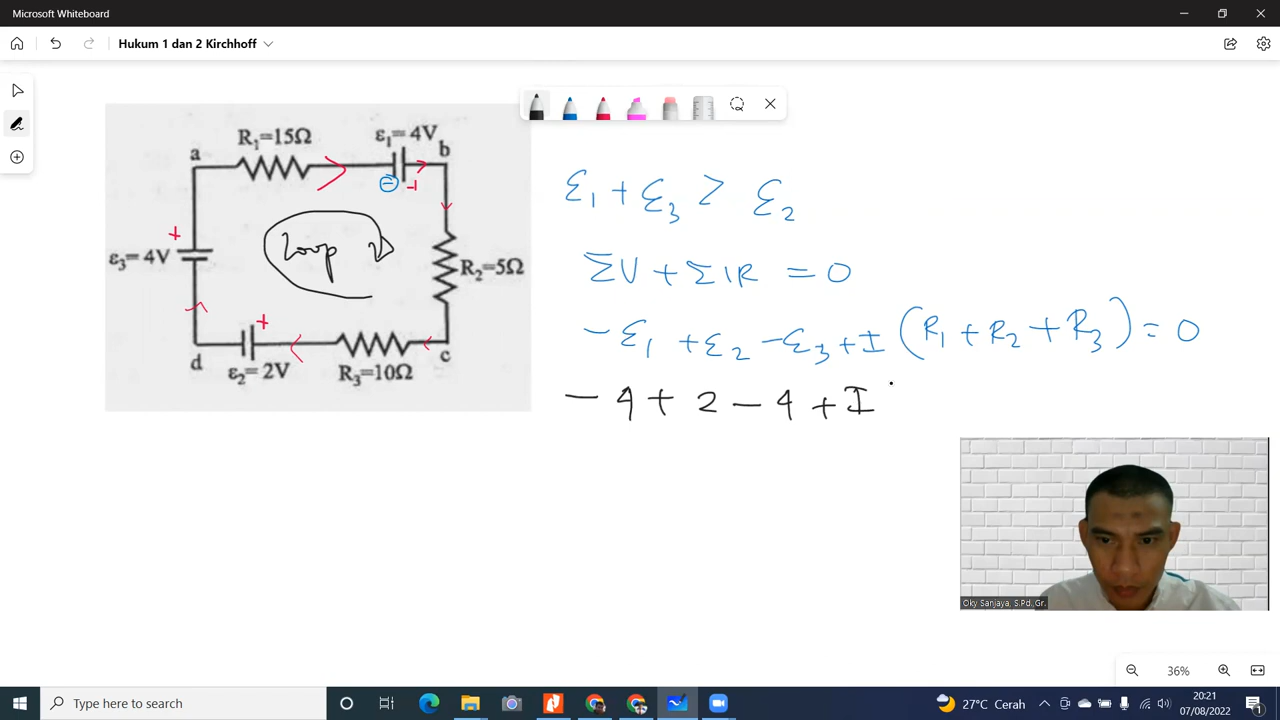 Microsoft Whiteboard
Hukum 1 dan 2 Kirchhoff
R₁=15Ω
ε₁=4V
a
b
+
−
+
ε₃=4V
loop
R₂=5Ω
+
d
ε₂=2V
R₃=10Ω
c
ε₁ + ε₃ > ε₂
ΣV + ΣIR = 0
−ε₁ + ε₂ − ε₃ + I (R₁ + R₂ + R₃) = 0
− 4 + 2 − 4 + I
Oky Sanjaya, S.Pd.,Gr.
36%
Type here to search
27°C Cerah
20:21
07/08/2022
1